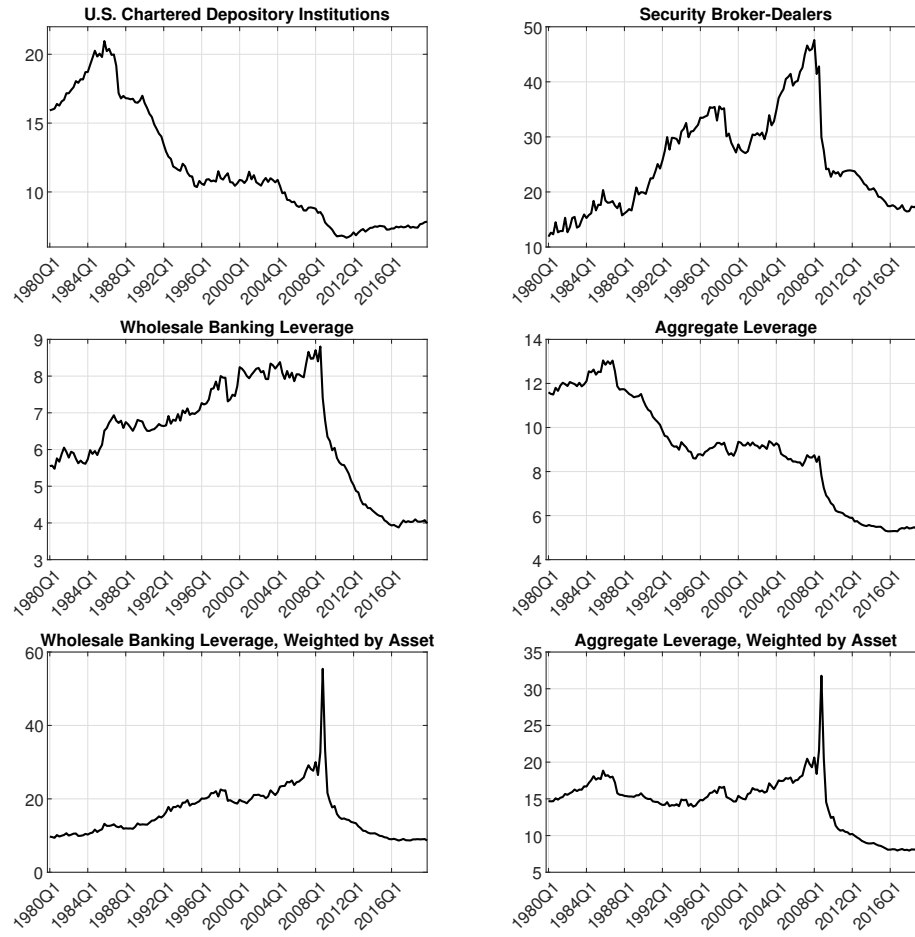 U.S. Chartered Depository Institutions
20
15
10
1980Q1
1984Q1
1988Q1
1992Q1
1996Q1
2000Q1
2004Q1
2008Q1
2012Q1
2016Q1
Security Broker-Dealers
50
40
30
20
10
1980Q1
1984Q1
1988Q1
1992Q1
1996Q1
2000Q1
2004Q1
2008Q1
2012Q1
2016Q1
Wholesale Banking Leverage
9
8
7
6
5
4
3
1980Q1
1984Q1
1988Q1
1992Q1
1996Q1
2000Q1
2004Q1
2008Q1
2012Q1
2016Q1
Aggregate Leverage
14
12
10
8
6
4
1980Q1
1984Q1
1988Q1
1992Q1
1996Q1
2000Q1
2004Q1
2008Q1
2012Q1
2016Q1
Wholesale Banking Leverage, Weighted by Asset
60
40
20
0
1980Q1
1984Q1
1988Q1
1992Q1
1996Q1
2000Q1
2004Q1
2008Q1
2012Q1
2016Q1
Aggregate Leverage, Weighted by Asset
35
30
25
20
15
10
5
1980Q1
1984Q1
1988Q1
1992Q1
1996Q1
2000Q1
2004Q1
2008Q1
2012Q1
2016Q1